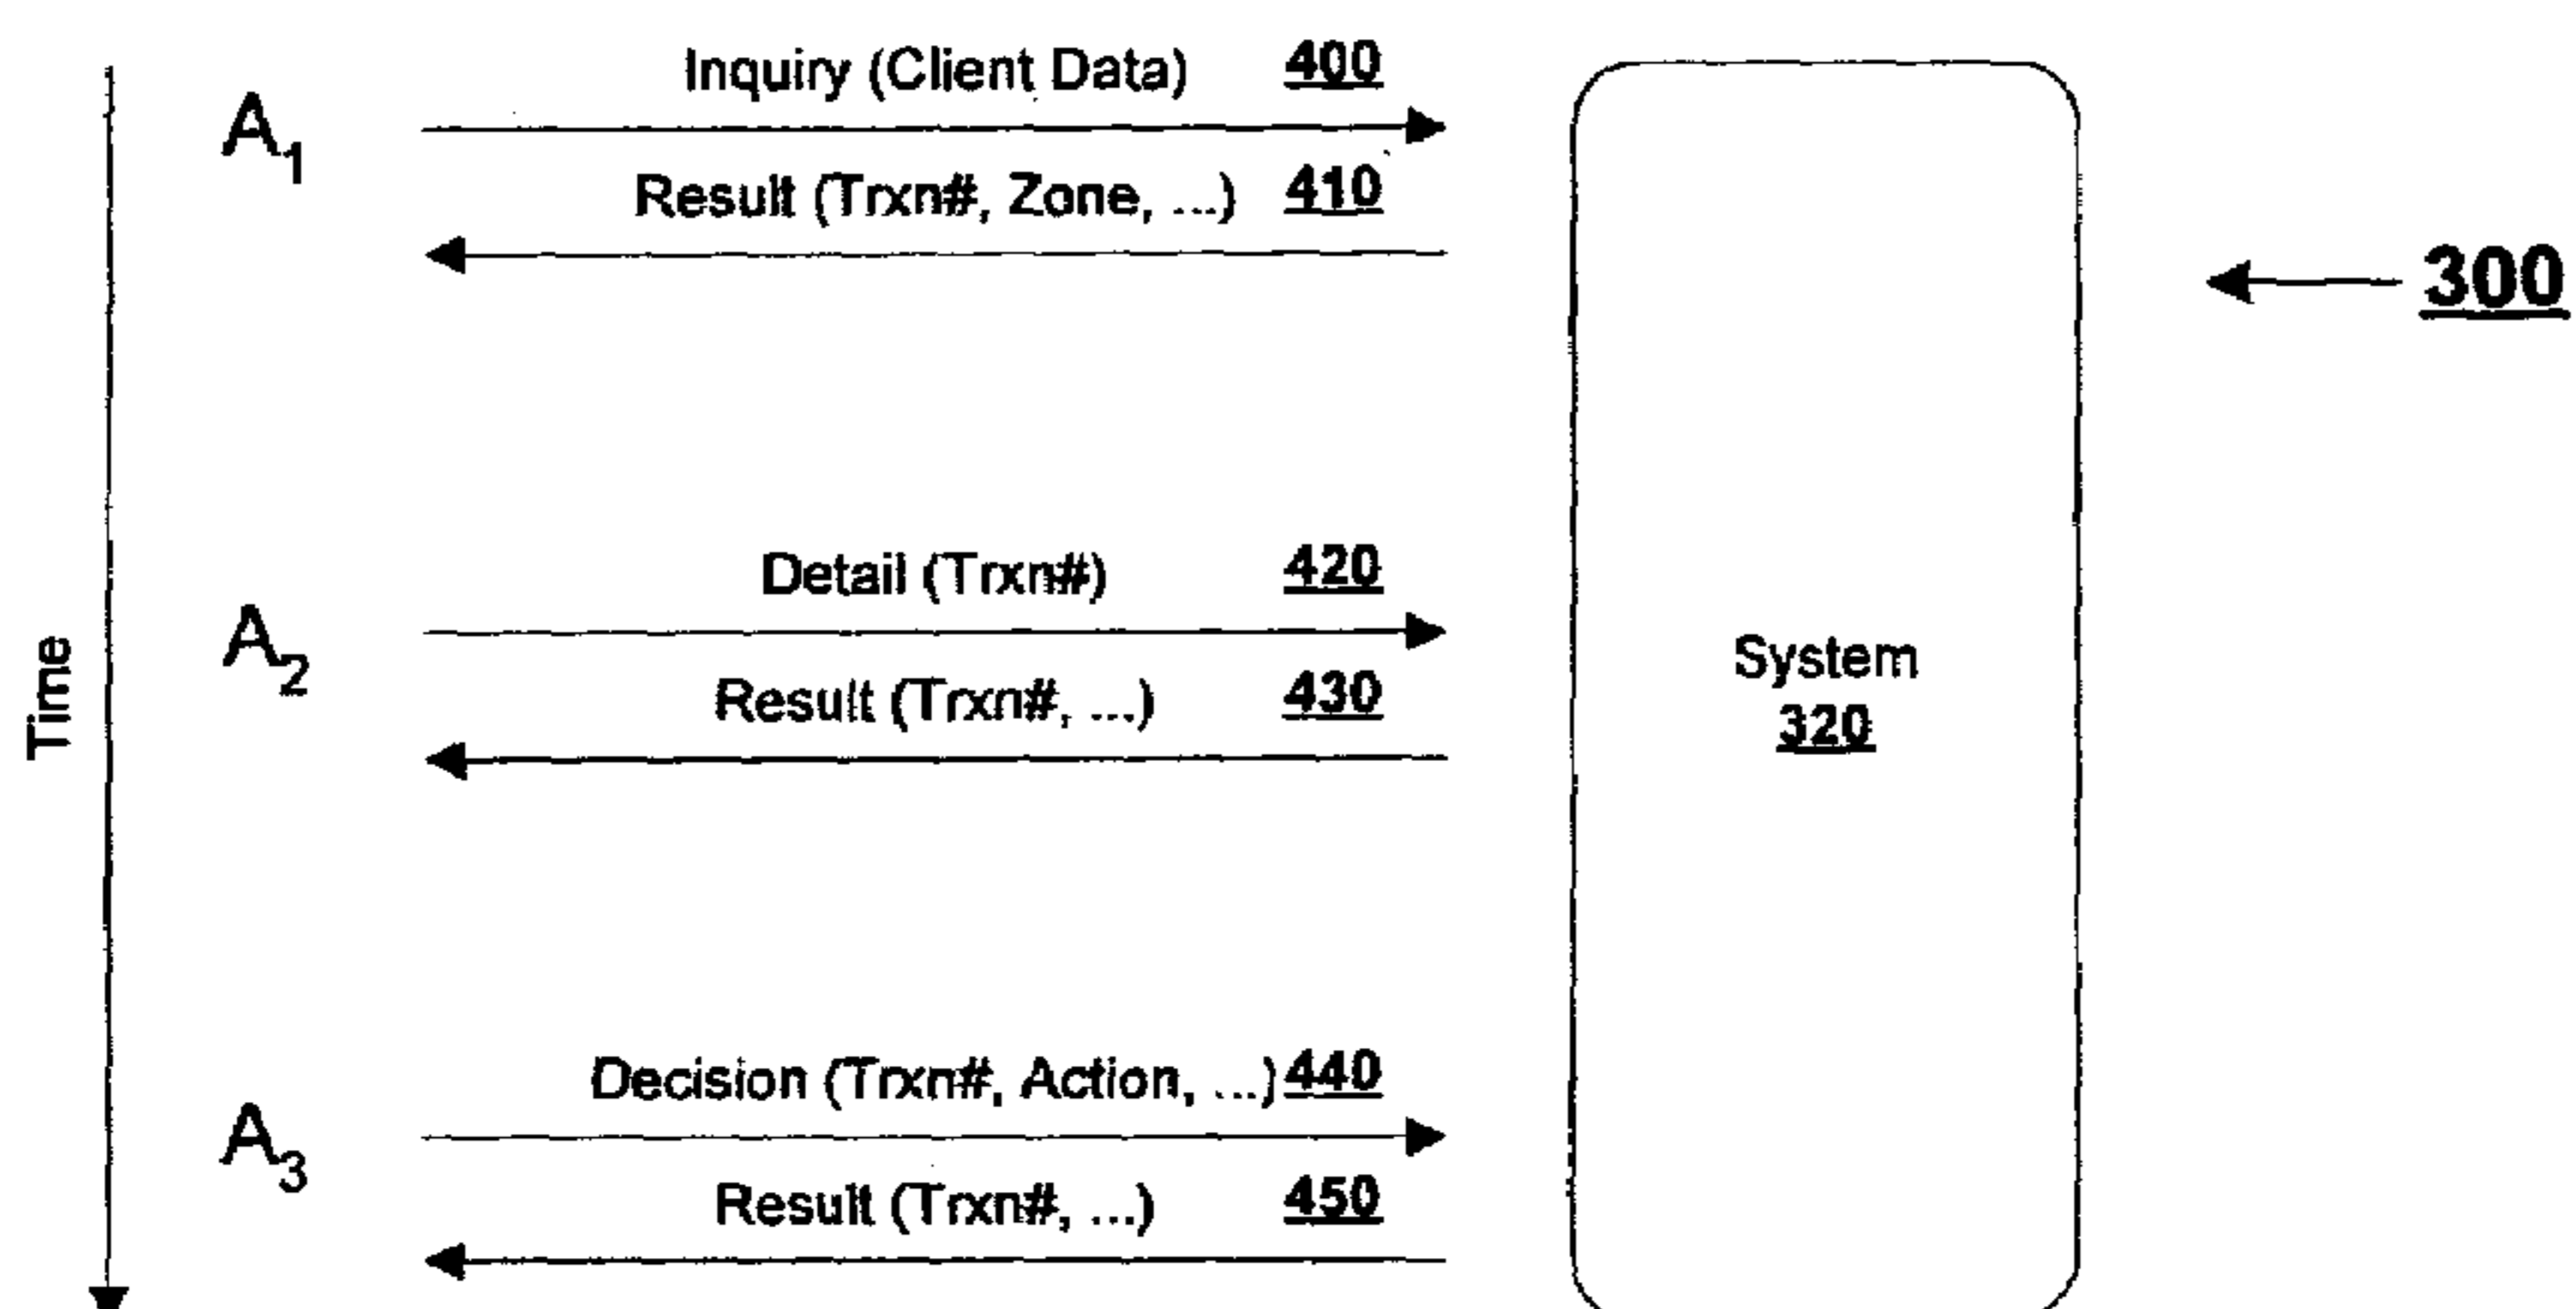 Inquiry (Client Data) 400
A1
Result (Trxn#, Zone, ...) 410
300
Detail (Trxn#) 420
A2
Result (Trxn#, ...) 430
Time
System
320
Decision (Trxn#, Action, ...) 440
A3
Result (Trxn#, ...) 450